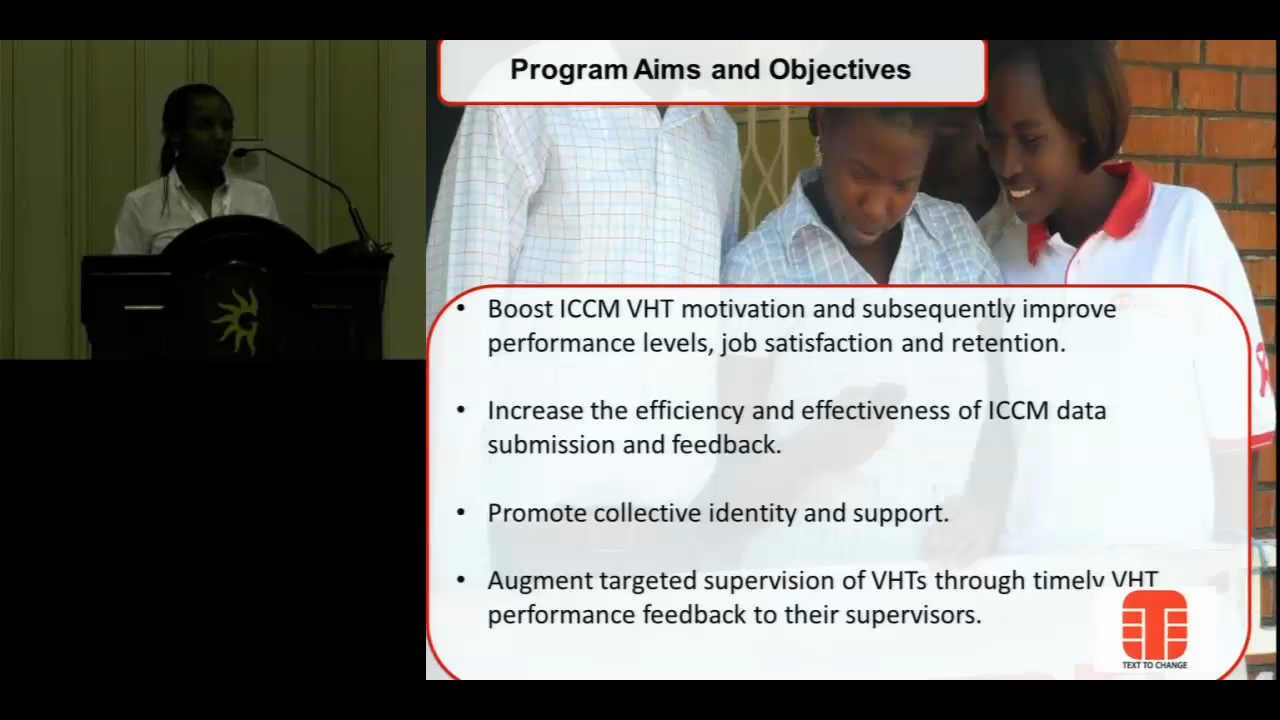 Program Aims and Objectives
• Boost ICCM VHT motivation and subsequently improve
performance levels, job satisfaction and retention.
• Increase the efficiency and effectiveness of ICCM data
submission and feedback.
• Promote collective identity and support.
• Augment targeted supervision of VHTs through timely VHT
performance feedback to their supervisors.
TEXT TO CHANGE